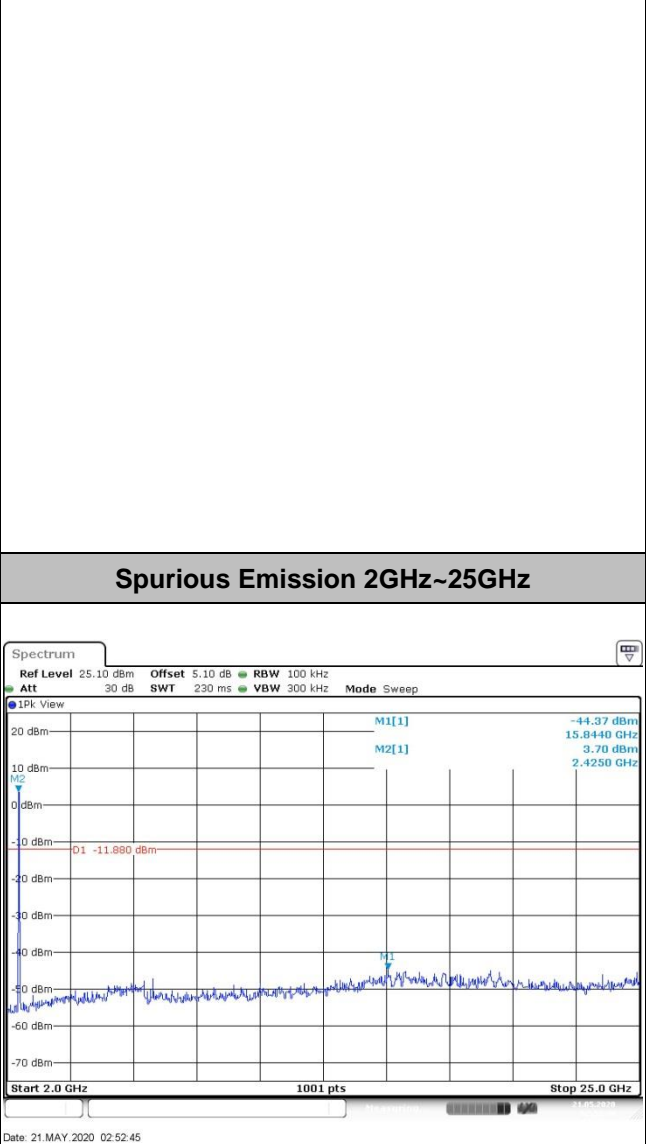 Spurious Emission 2GHz~25GHz
Spectrum
Ref Level 25.10 dBm Offset 5.10 dB RBW 100 kHz
Att 30 dB SWT 230 ms VBW 300 kHz Mode Sweep
1Pk View
M1[1] -44.37 dBm
15.8440 GHz
M2[1] 3.70 dBm
2.4250 GHz
20 dBm
10 dBm
M2
0 dBm
-10 dBm
D1 -11.880 dBm
-20 dBm
-30 dBm
-40 dBm
M1
-50 dBm
-60 dBm
-70 dBm
Start 2.0 GHz 1001 pts Stop 25.0 GHz
21.05.2020
Date: 21.MAY.2020 02:52:45